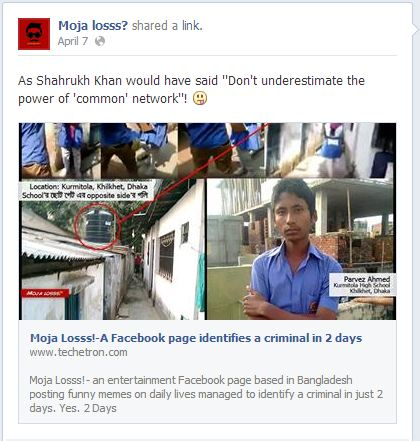 Moja losss? shared a link.
April 7
As Shahrukh Khan would have said "Don't underestimate the
power of 'common' network"!
Location: Kurmitola, Khilkhet, Dhaka
School'র ছোট গেট এর opposite side'র গলি
Moja Losss!
Parvez Ahmed
Kurmitola High School
Khilkhet, Dhaka
Moja Losss!-A Facebook page identifies a criminal in 2 days
www.techetron.com
Moja Losss!- an entertainment Facebook page based in Bangladesh
posting funny memes on daily lives managed to identify a criminal in just 2
days. Yes. 2 Days